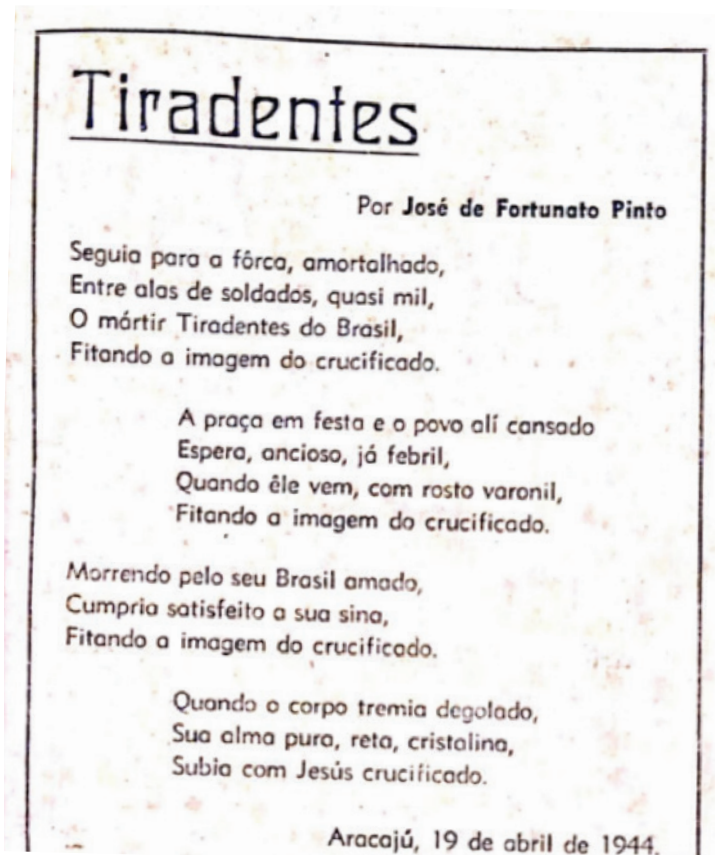 Tiradentes
Por José de Fortunato Pinto
Seguia para a fôrca, amortalhado,
Entre alas de soldados, quasi mil,
O mártir Tiradentes do Brasil,
Fitando a imagem do crucificado.
A praça em festa e o povo alí cansado
Espera, ancioso, já febril,
Quando êle vem, com rosto varonil,
Fitando a imagem do crucificado.
Morrendo pelo seu Brasil amado,
Cumpria satisfeito a sua sina,
Fitando a imagem do crucificado.
Quando o corpo tremia degolado,
Sua alma pura, reta, cristalina,
Subia com Jesús crucificado.
Aracajú, 19 de abril de 1944.